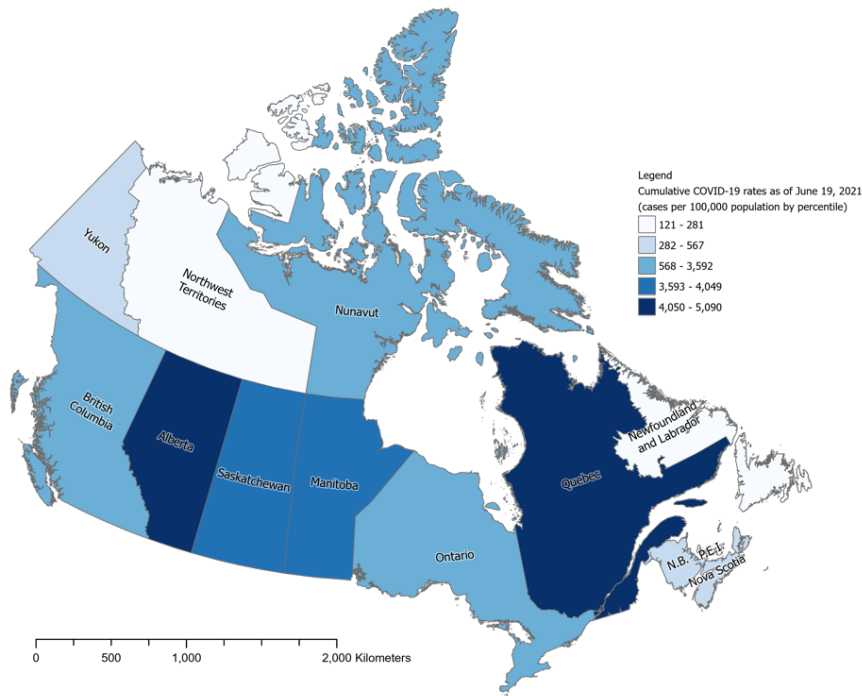 Legend
Cumulative COVID-19 rates as of June 19, 2021
(cases per 100,000 population by percentile)
121 - 281
282 - 567
568 - 3,592
3,593 - 4,049
4,050 - 5,090
Yukon
Northwest
Territories
Nunavut
British
Columbia
Alberta
Saskatchewan
Manitoba
Ontario
Quebec
Newfoundland
and Labrador
N.B.
P.E.I.
Nova Scotia
0 500 1,000 2,000 Kilometers